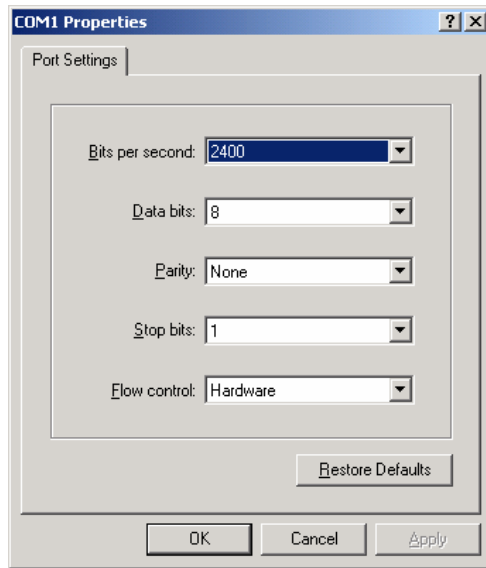 COM1 Properties
Port Settings
Bits per second: 2400
Data bits: 8
Parity: None
Stop bits: 1
Flow control: Hardware
Restore Defaults
OK Cancel Apply